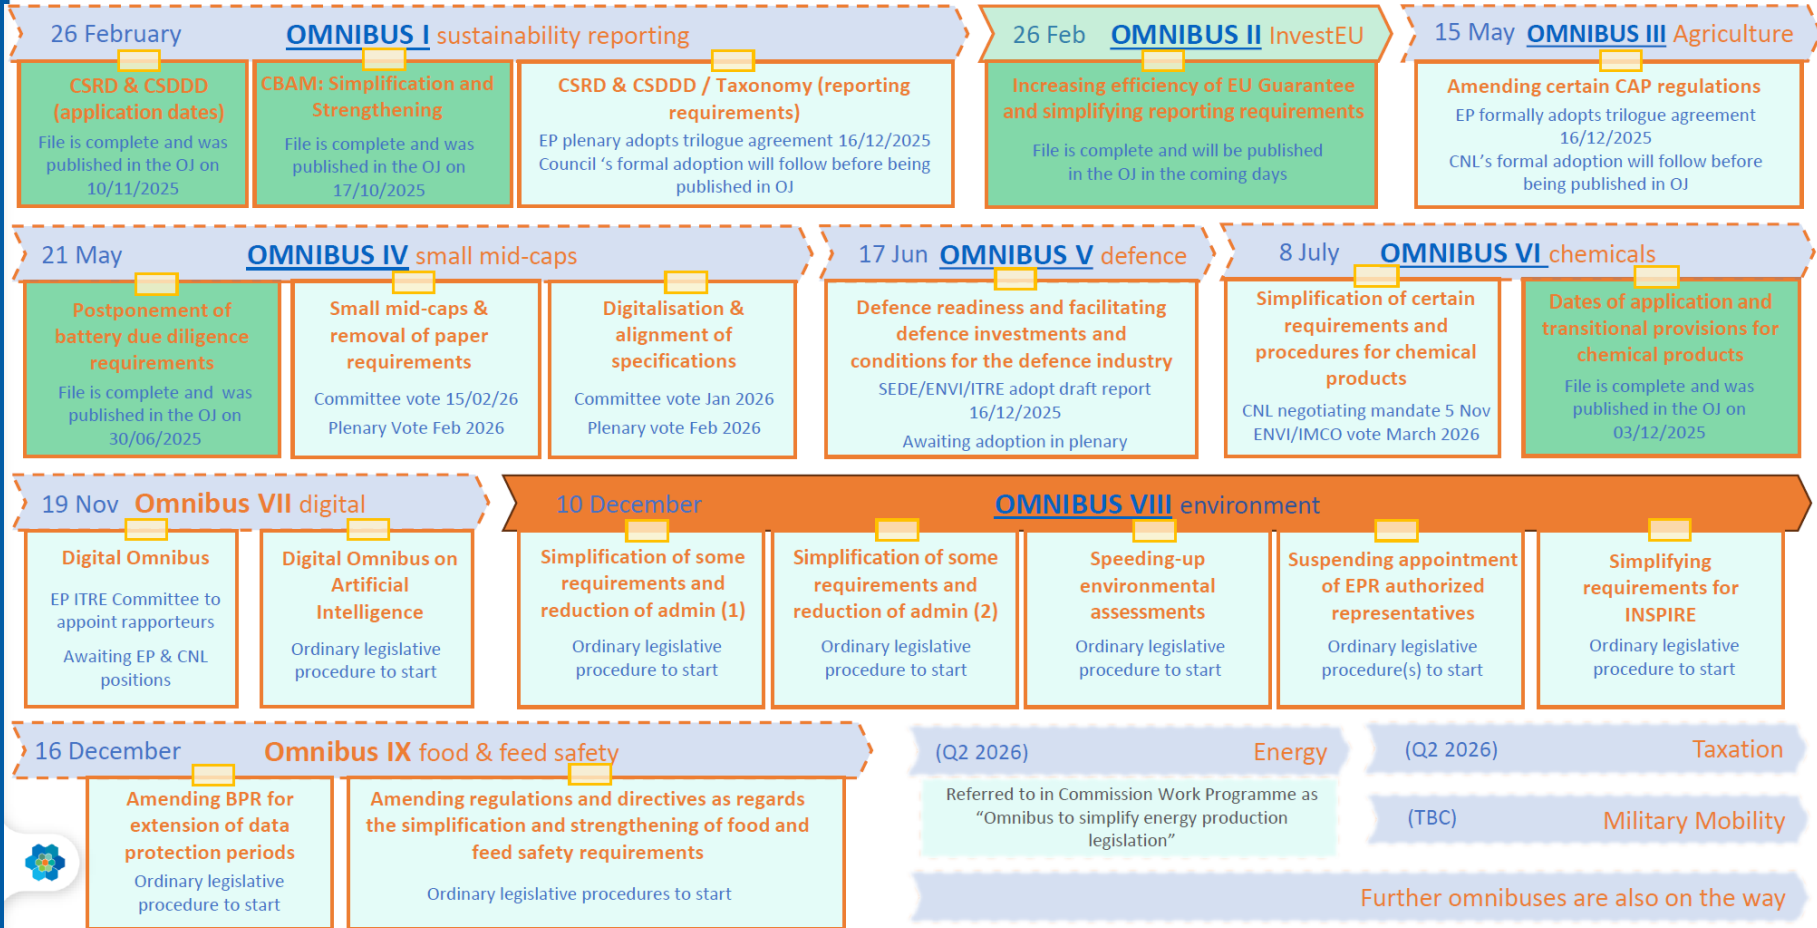 26 February OMNIBUS I sustainability reporting
CSRD & CSDDD
(application dates)
File is complete and was
published in the OJ on
10/11/2025
CBAM: Simplification and
Strengthening
File is complete and was
published in the OJ on
17/10/2025
CSRD & CSDDD / Taxonomy (reporting
requirements)
EP plenary adopts trilogue agreement 16/12/2025
Council ‘s formal adoption will follow before being
published in OJ
26 Feb OMNIBUS II InvestEU
Increasing efficiency of EU Guarantee
and simplifying reporting requirements
File is complete and will be published
in the OJ in the coming days
15 May OMNIBUS III Agriculture
Amending certain CAP regulations
EP formally adopts trilogue agreement
16/12/2025
CNL’s formal adoption will follow before
being published in OJ
21 May OMNIBUS IV small mid-caps
Postponement of
battery due diligence
requirements
File is complete and was
published in the OJ on
30/06/2025
Small mid-caps &
removal of paper
requirements
Committee vote 15/02/26
Plenary Vote Feb 2026
Digitalisation &
alignment of
specifications
Committee vote Jan 2026
Plenary vote Feb 2026
17 Jun OMNIBUS V defence
Defence readiness and facilitating
defence investments and
conditions for the defence industry
SEDE/ENVI/ITRE adopt draft report
16/12/2025
Awaiting adoption in plenary
8 July OMNIBUS VI chemicals
Simplification of certain
requirements and
procedures for chemical
products
CNL negotiating mandate 5 Nov
ENVI/IMCO vote March 2026
Dates of application and
transitional provisions for
chemical products
File is complete and was
published in the OJ on
03/12/2025
19 Nov Omnibus VII digital
Digital Omnibus
EP ITRE Committee to
appoint rapporteurs
Awaiting EP & CNL
positions
Digital Omnibus on
Artificial
Intelligence
Ordinary legislative
procedure to start
10 December OMNIBUS VIII environment
Simplification of some
requirements and
reduction of admin (1)
Ordinary legislative
procedure to start
Simplification of some
requirements and
reduction of admin (2)
Ordinary legislative
procedure to start
Speeding-up
environmental
assessments
Ordinary legislative
procedure to start
Suspending appointment
of EPR authorized
representatives
Ordinary legislative
procedure(s) to start
Simplifying
requirements for
INSPIRE
Ordinary legislative
procedure to start
16 December Omnibus IX food & feed safety
Amending BPR for
extension of data
protection periods
Ordinary legislative
procedure to start
Amending regulations and directives as regards
the simplification and strengthening of food and
feed safety requirements
Ordinary legislative procedures to start
(Q2 2026) Energy
Referred to in Commission Work Programme as
“Omnibus to simplify energy production
legislation”
(Q2 2026) Taxation
(TBC) Military Mobility
Further omnibuses are also on the way